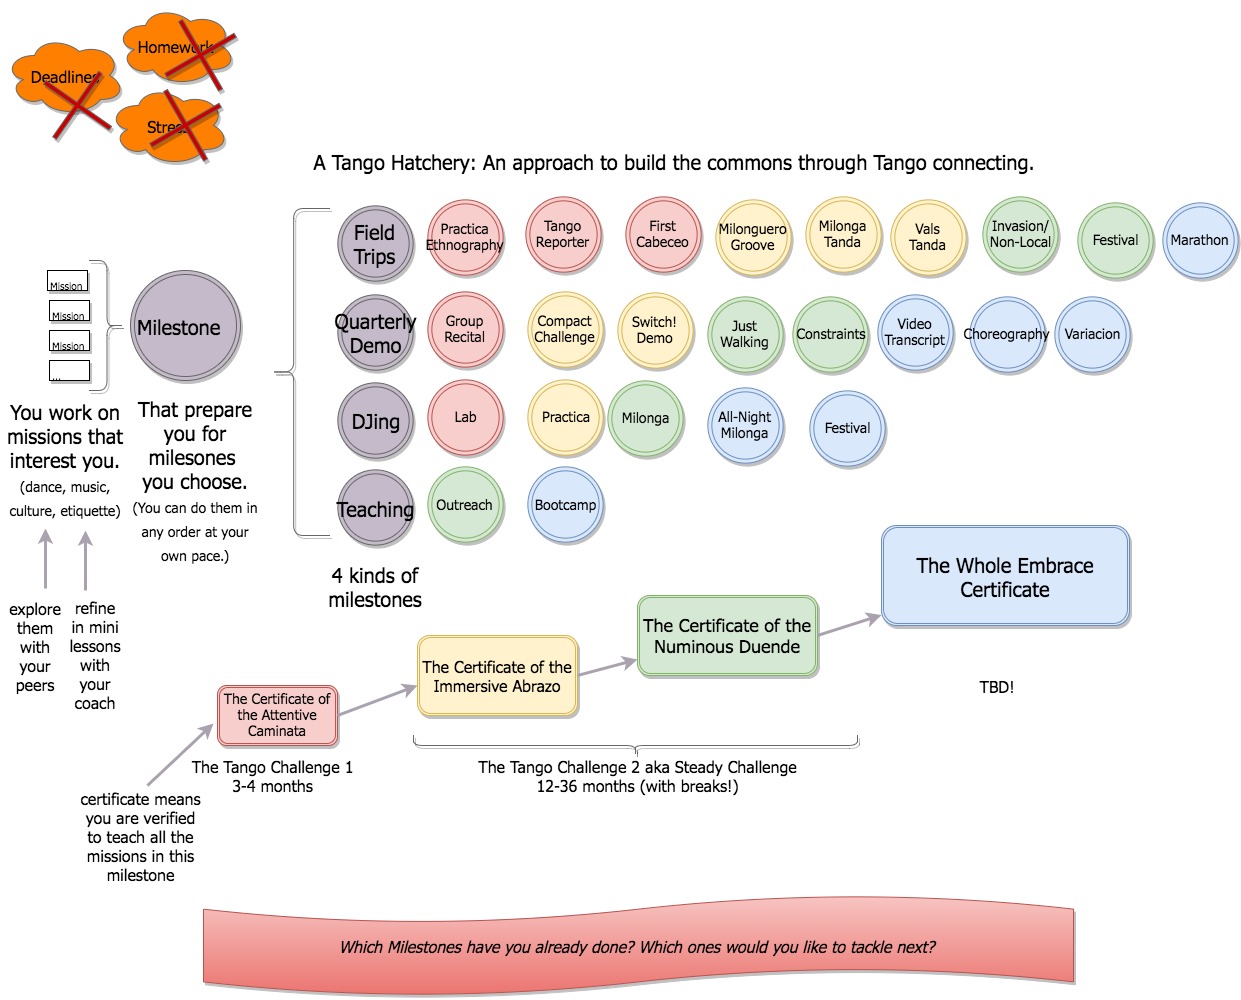 Homework
Deadlines
Stress
A Tango Hatchery: An approach to build the commons through Tango connecting.
Field
Trips
Practica
Ethnography
Tango
Reporter
First
Cabeceo
Milonguero
Groove
Milonga
Tanda
Vals
Tanda
Invasion/
Non-Local
Festival
Marathon
Mission
Mission
Mission
...
Milestone
Quarterly
Demo
Group
Recital
Compact
Challenge
Switch!
Demo
Just
Walking
Constraints
Video
Transcript
Choreography
Variacion
DJing
Lab
Practica
Milonga
All-Night
Milonga
Festival
Teaching
Outreach
Bootcamp
You work on
missions that
interest you.
(dance, music,
culture, etiquette)
That prepare
you for
milesones
you choose.
(You can do them in
any order at your
own pace.)
4 kinds of
milestones
explore
them
with
your
peers
refine
in mini
lessons
with
your
coach
The Certificate of
the Attentive
Caminata
The Certificate of the
Immersive Abrazo
The Certificate of the
Numinous Duende
The Whole Embrace
Certificate
TBD!
The Tango Challenge 1
3-4 months
The Tango Challenge 2 aka Steady Challenge
12-36 months (with breaks!)
certificate means
you are verified
to teach all the
missions in this
milestone
Which Milestones have you already done? Which ones would you like to tackle next?